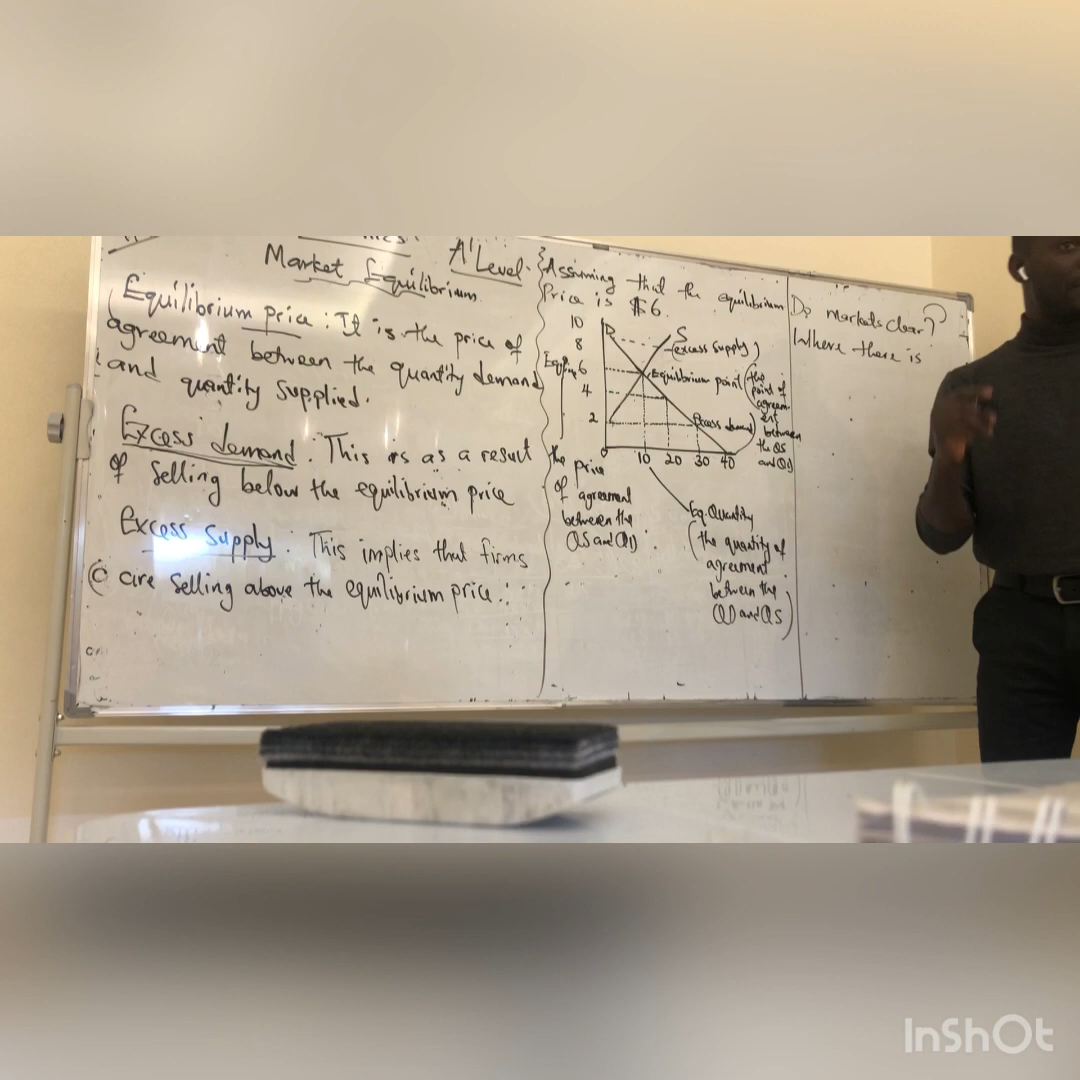 A' Level.
Market Equilibrium
Equilibrium price: It is the price of
agreement between the quantity demand
and quantity supplied.
Excess demand. This is as a result
of selling below the equilibrium price
Excess Supply. This implies that firms
are selling above the equilibrium price.
Assuming that the equilibrium
Price is $6.
10
8
6
4
2
D
S
(excess supply)
Equilibrium point (the
point of
agreem-
ent
between
the QS
and QD)
Excess demand
0
10 20 30 40
the price
of agreement
between the
QS and QD
Eq. Quantity
(the quantity of
agreement
between the
QD and QS)
Do markets clear?
Where there is
InShOt